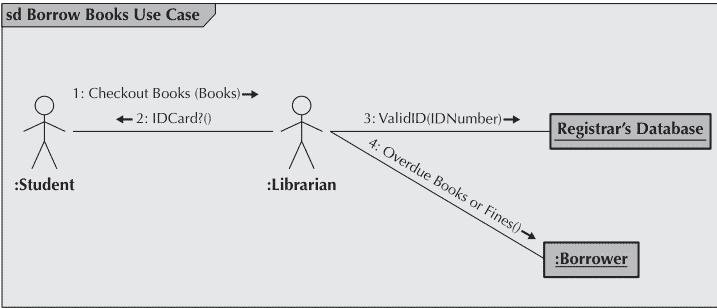 sd Borrow Books Use Case
1: Checkout Books (Books)
2: IDCard?()
3: ValidID(IDNumber)
Registrar’s Database
4: Overdue Books or Fines()
:Student
:Librarian
:Borrower